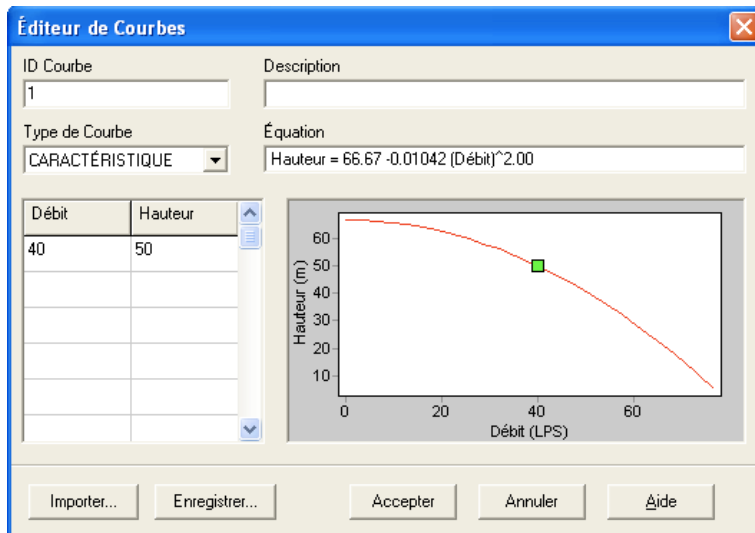 Éditeur de Courbes
ID Courbe
Description
1
Type de Courbe
Équation
CARACTÉRISTIQUE
Hauteur = 66.67 -0.01042 (Débit)^2.00
Débit Hauteur
40 50
Hauteur (m)
60
50
40
30
20
10
0 20 40 60
Débit (LPS)
Importer... Enregistrer... Accepter Annuler Aide